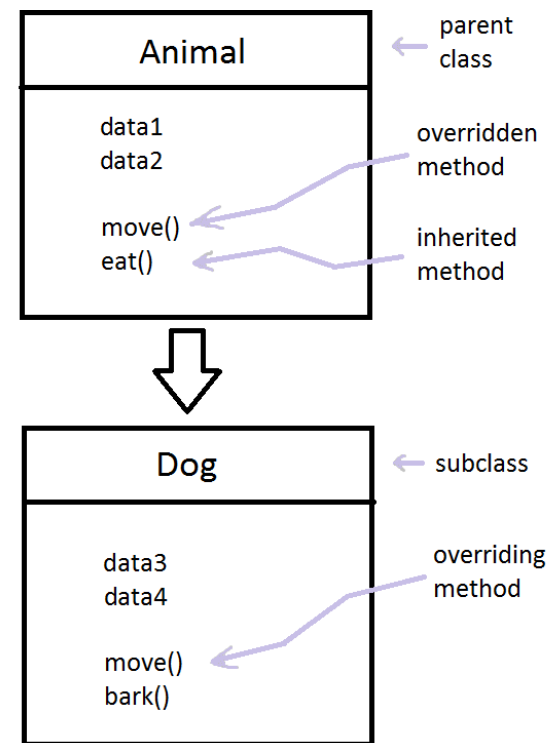 Animal
parent
class
data1
data2
overridden
method
move()
eat()
inherited
method
Dog
subclass
data3
data4
overriding
method
move()
bark()